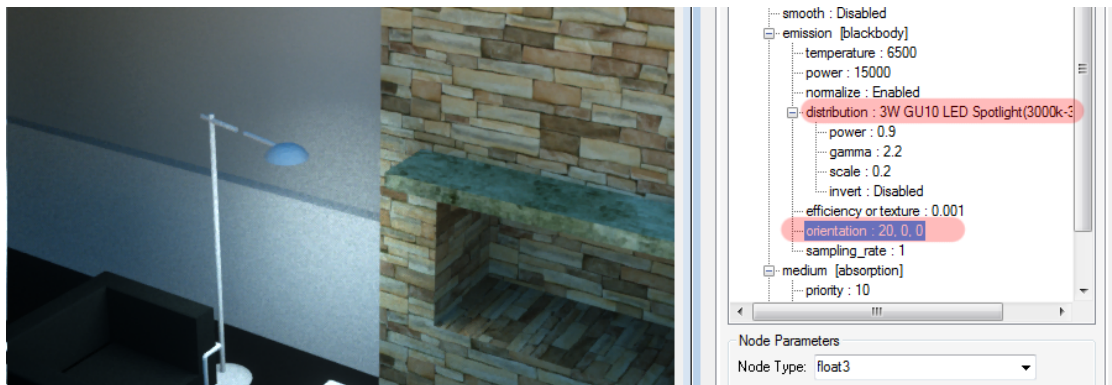 smooth : Disabled
emission [blackbody]
temperature : 6500
power : 15000
normalize : Enabled
distribution : 3W GU10 LED Spotlight(3000k-3
power : 0.9
gamma : 2.2
scale : 0.2
invert : Disabled
efficiency or texture : 0.001
orientation : 20, 0, 0
sampling_rate : 1
medium [absorption]
priority : 10
Node Parameters
Node Type: float3